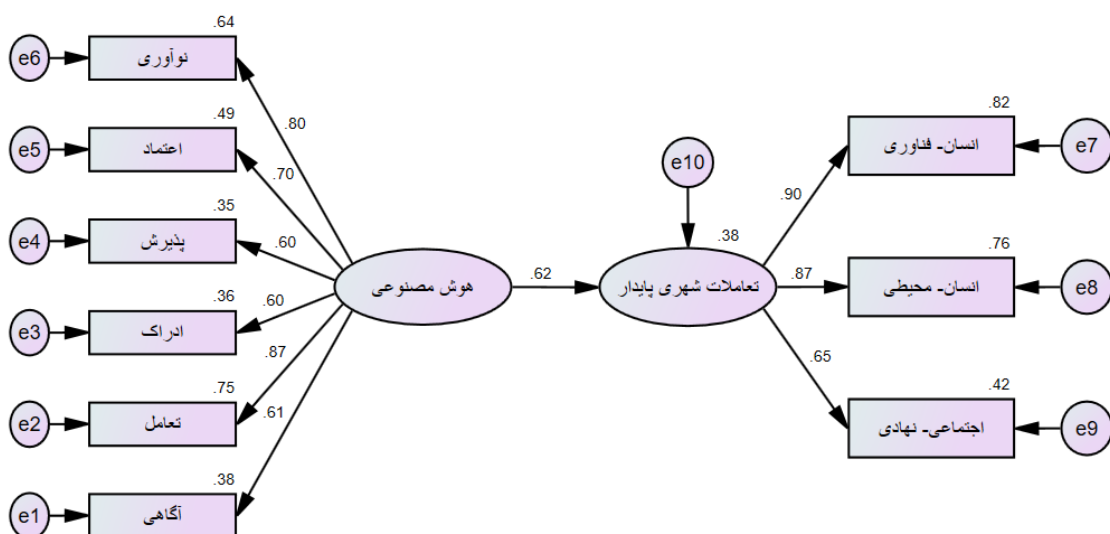 .64
e6
نوآوری
.80
.49
e5
اعتماد
.70
.35
e4
پذیرش
.60
.36
e3
ادراک
.60
.75
e2
تعامل
.87
.38
e1
آگاهی
.61
هوش مصنوعی
.62
e10
.38
تعاملات شهری پایدار
.90
.82
انسان- فناوری
e7
.87
.76
انسان- محیطی
e8
.65
.42
اجتماعی- نهادی
e9